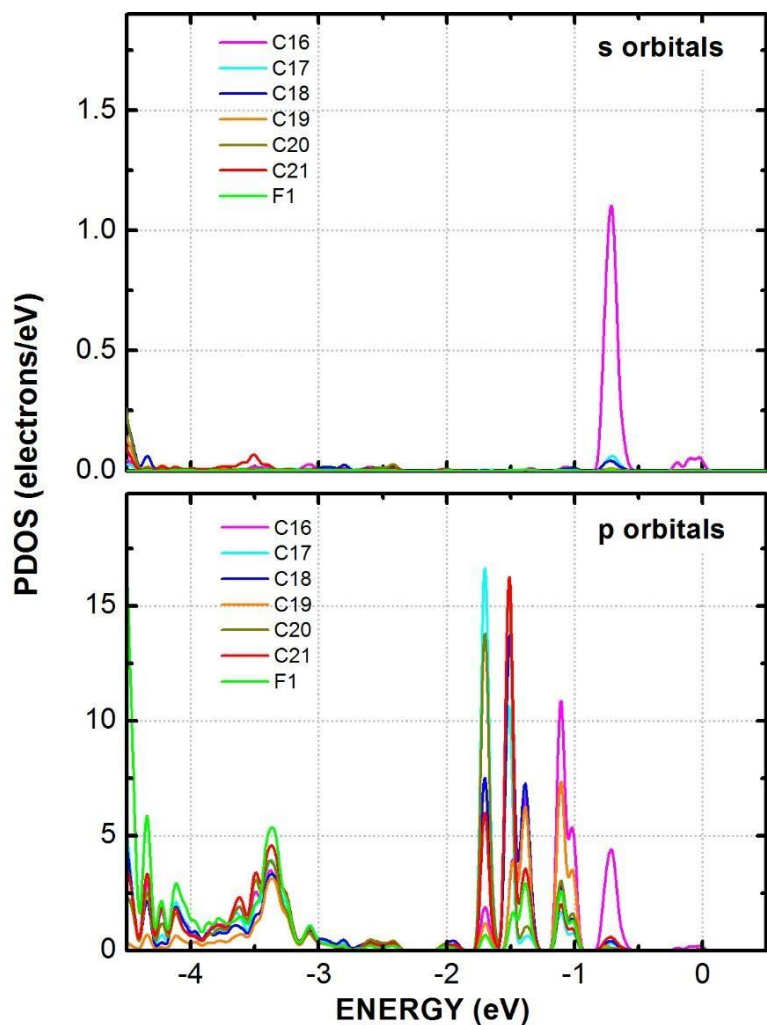 s orbitals
C16
C17
C18
C19
C20
C21
F1
1.5
1.0
0.5
0.0
PDOS (electrons/eV)
p orbitals
C16
C17
C18
C19
C20
C21
F1
15
10
5
0
-4 -3 -2 -1 0
ENERGY (eV)